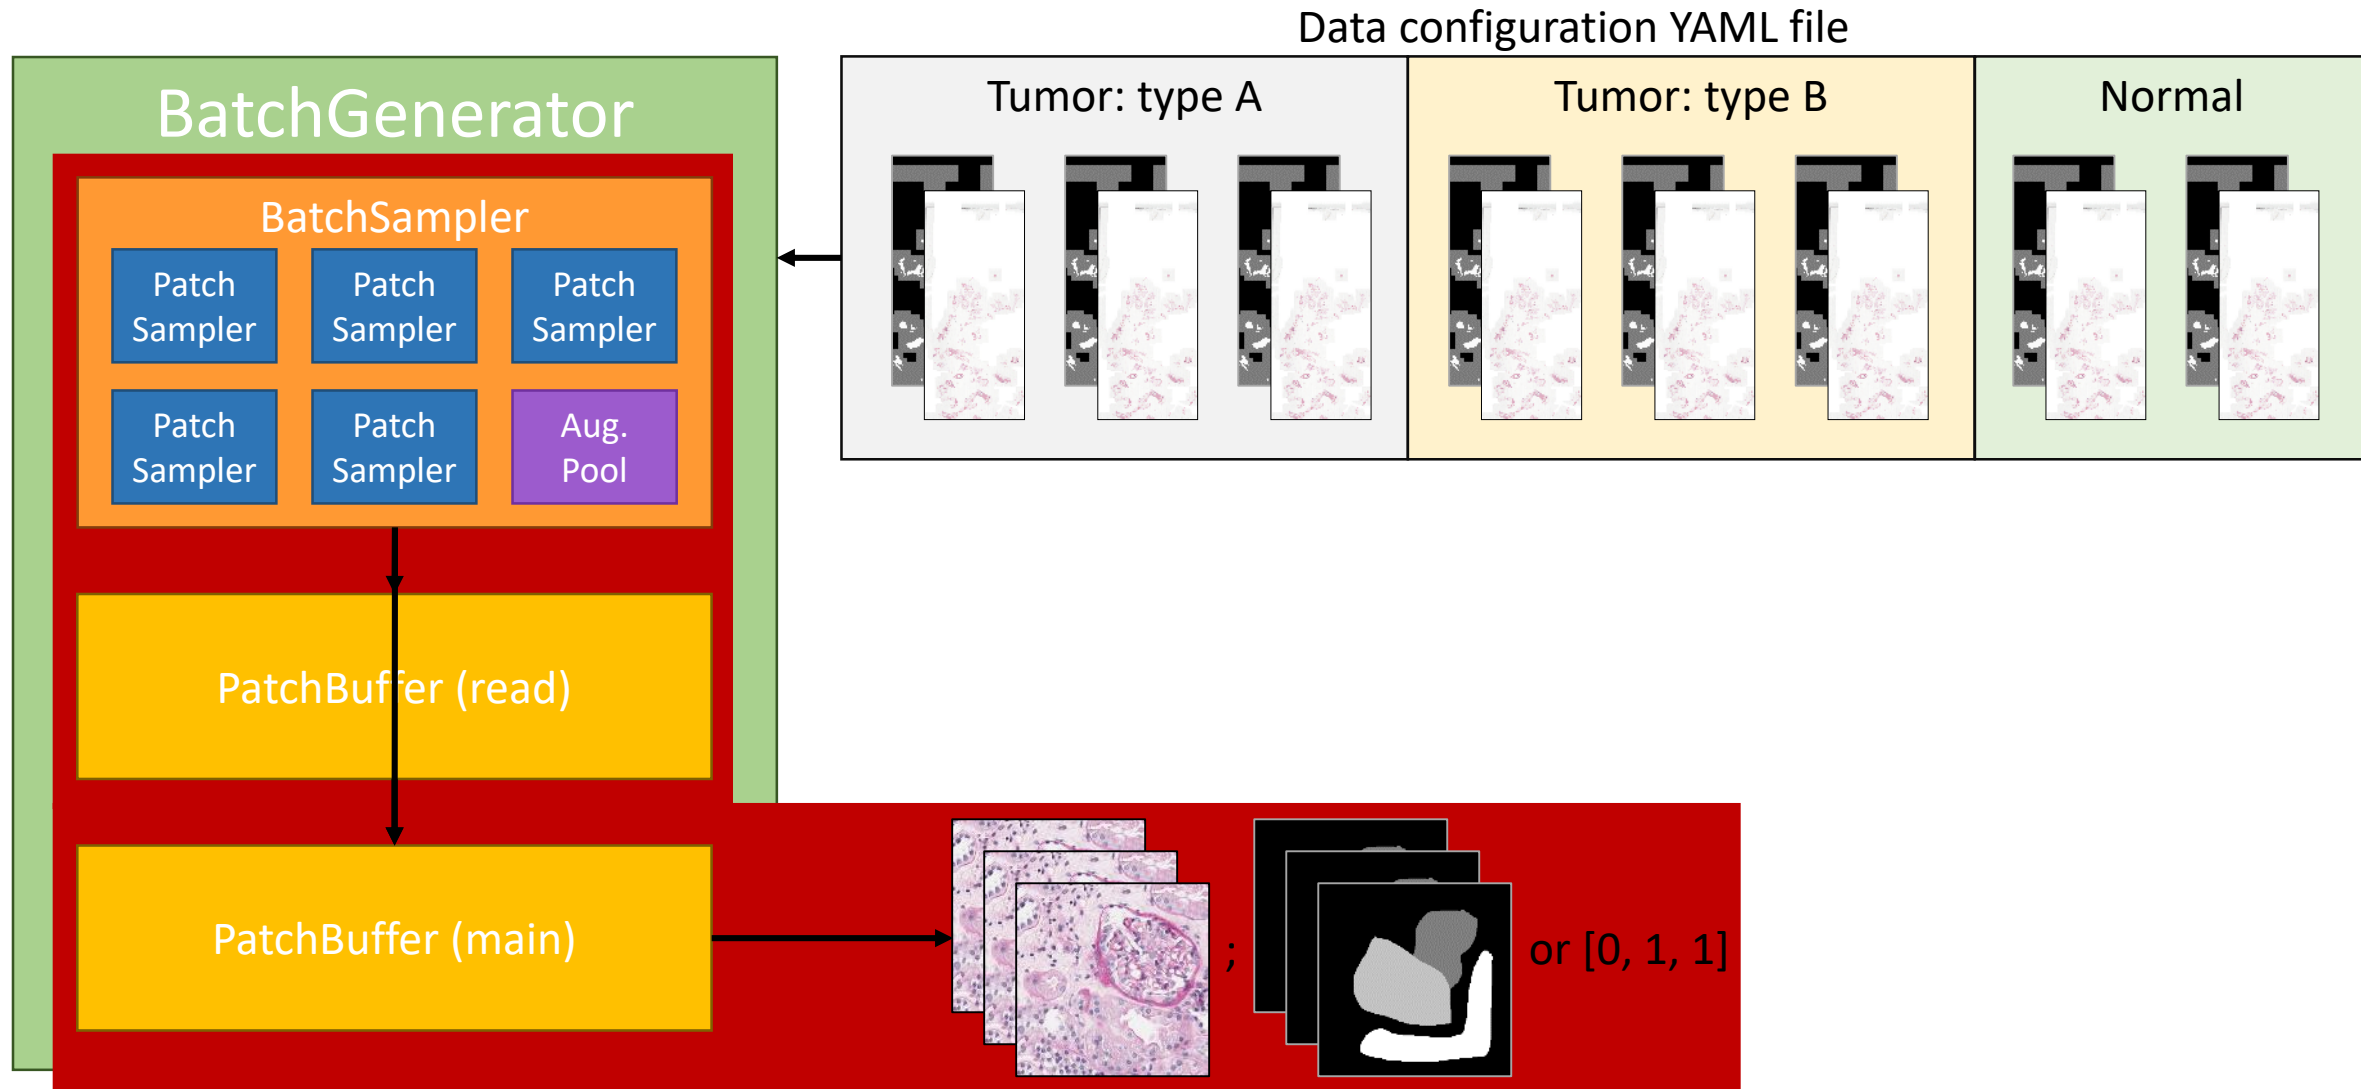 Data configuration YAML file
BatchGenerator
Tumor: type A
Tumor: type B
Normal
BatchSampler
Patch
Sampler
Patch
Sampler
Patch
Sampler
Patch
Sampler
Patch
Sampler
Aug.
Pool
PatchBuffer (read)
PatchBuffer (main)
;
or [0, 1, 1]